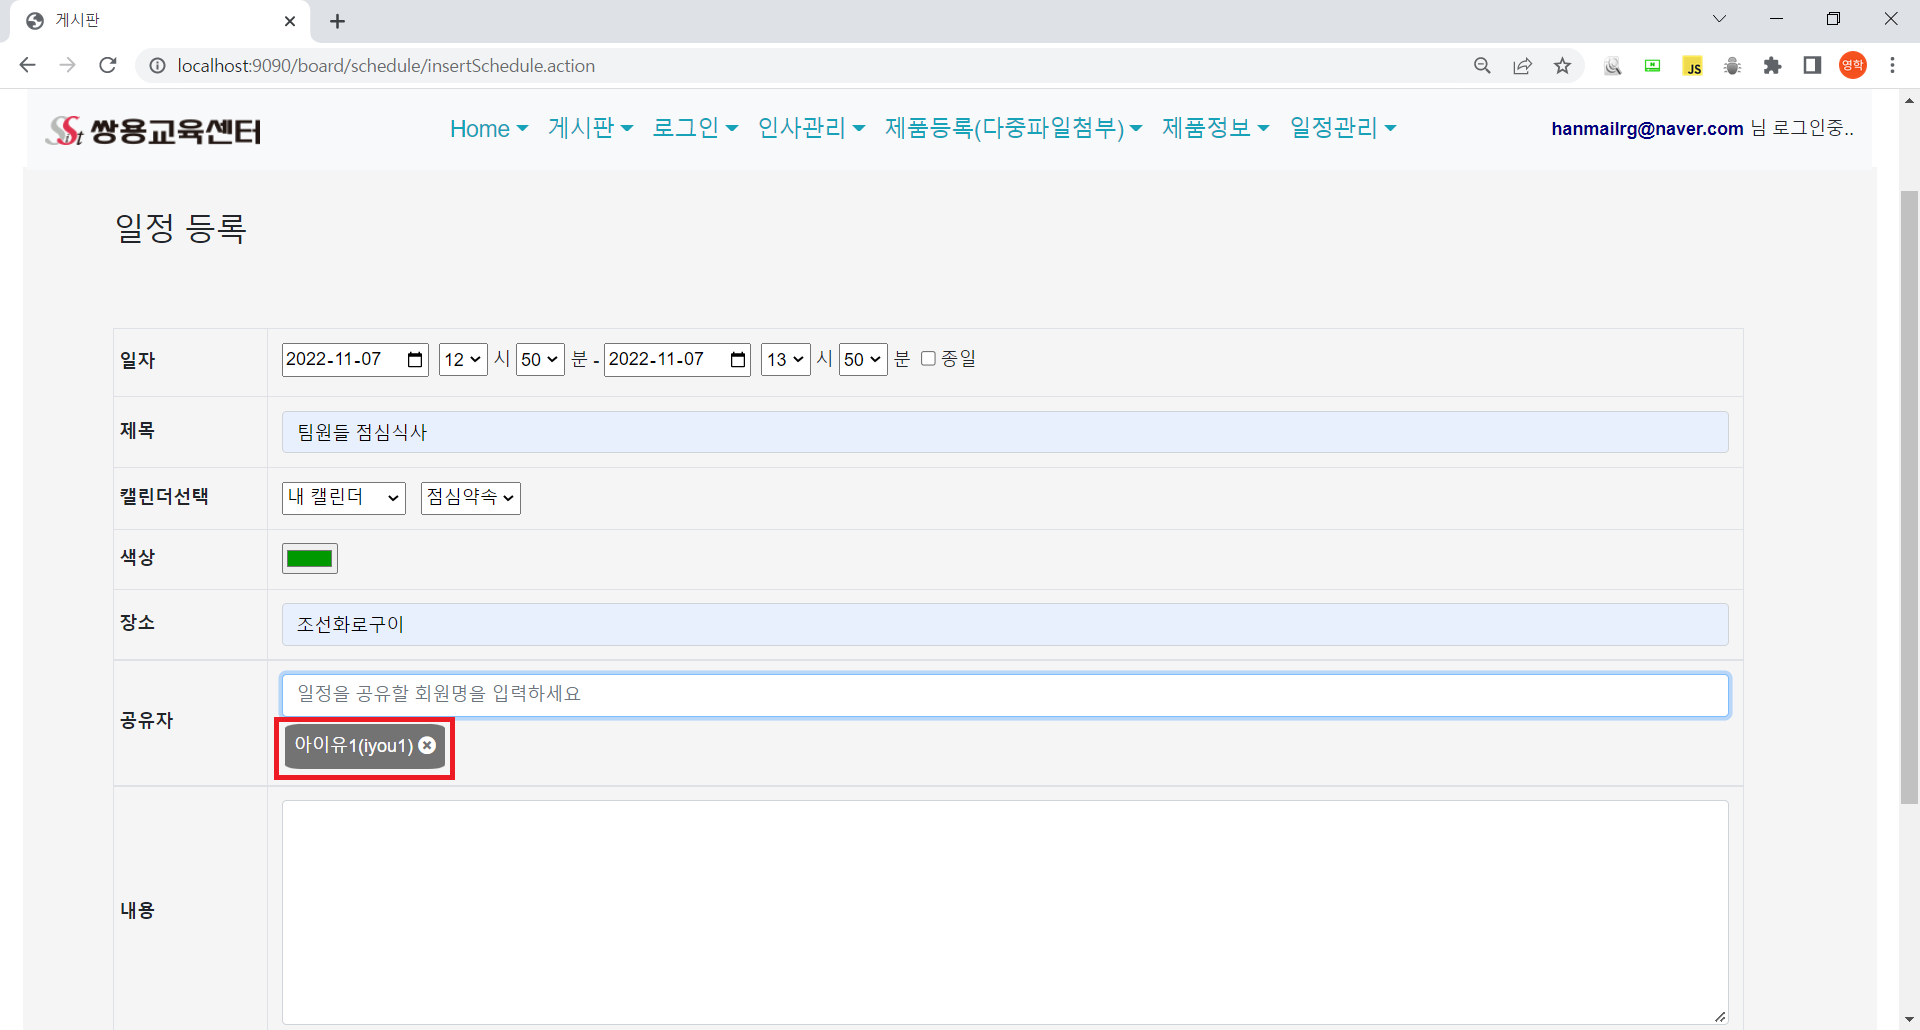 게시판
localhost:9090/board/schedule/insertSchedule.action
JS
영학
Sist 쌍용교육센터 Home 게시판 로그인 인사관리 제품등록(다중파일첨부) 제품정보 일정관리 hanmailrg@naver.com 님 로그인중..
일정 등록
일자 2022-11-07 12 시 50 분 - 2022-11-07 13 시 50 분 종일
제목 팀원들 점심식사
캘린더선택 내 캘린더 점심약속
색상
장소 조선화로구이
일정을 공유할 회원명을 입력하세요
공유자
아이유1(iyou1)
내용